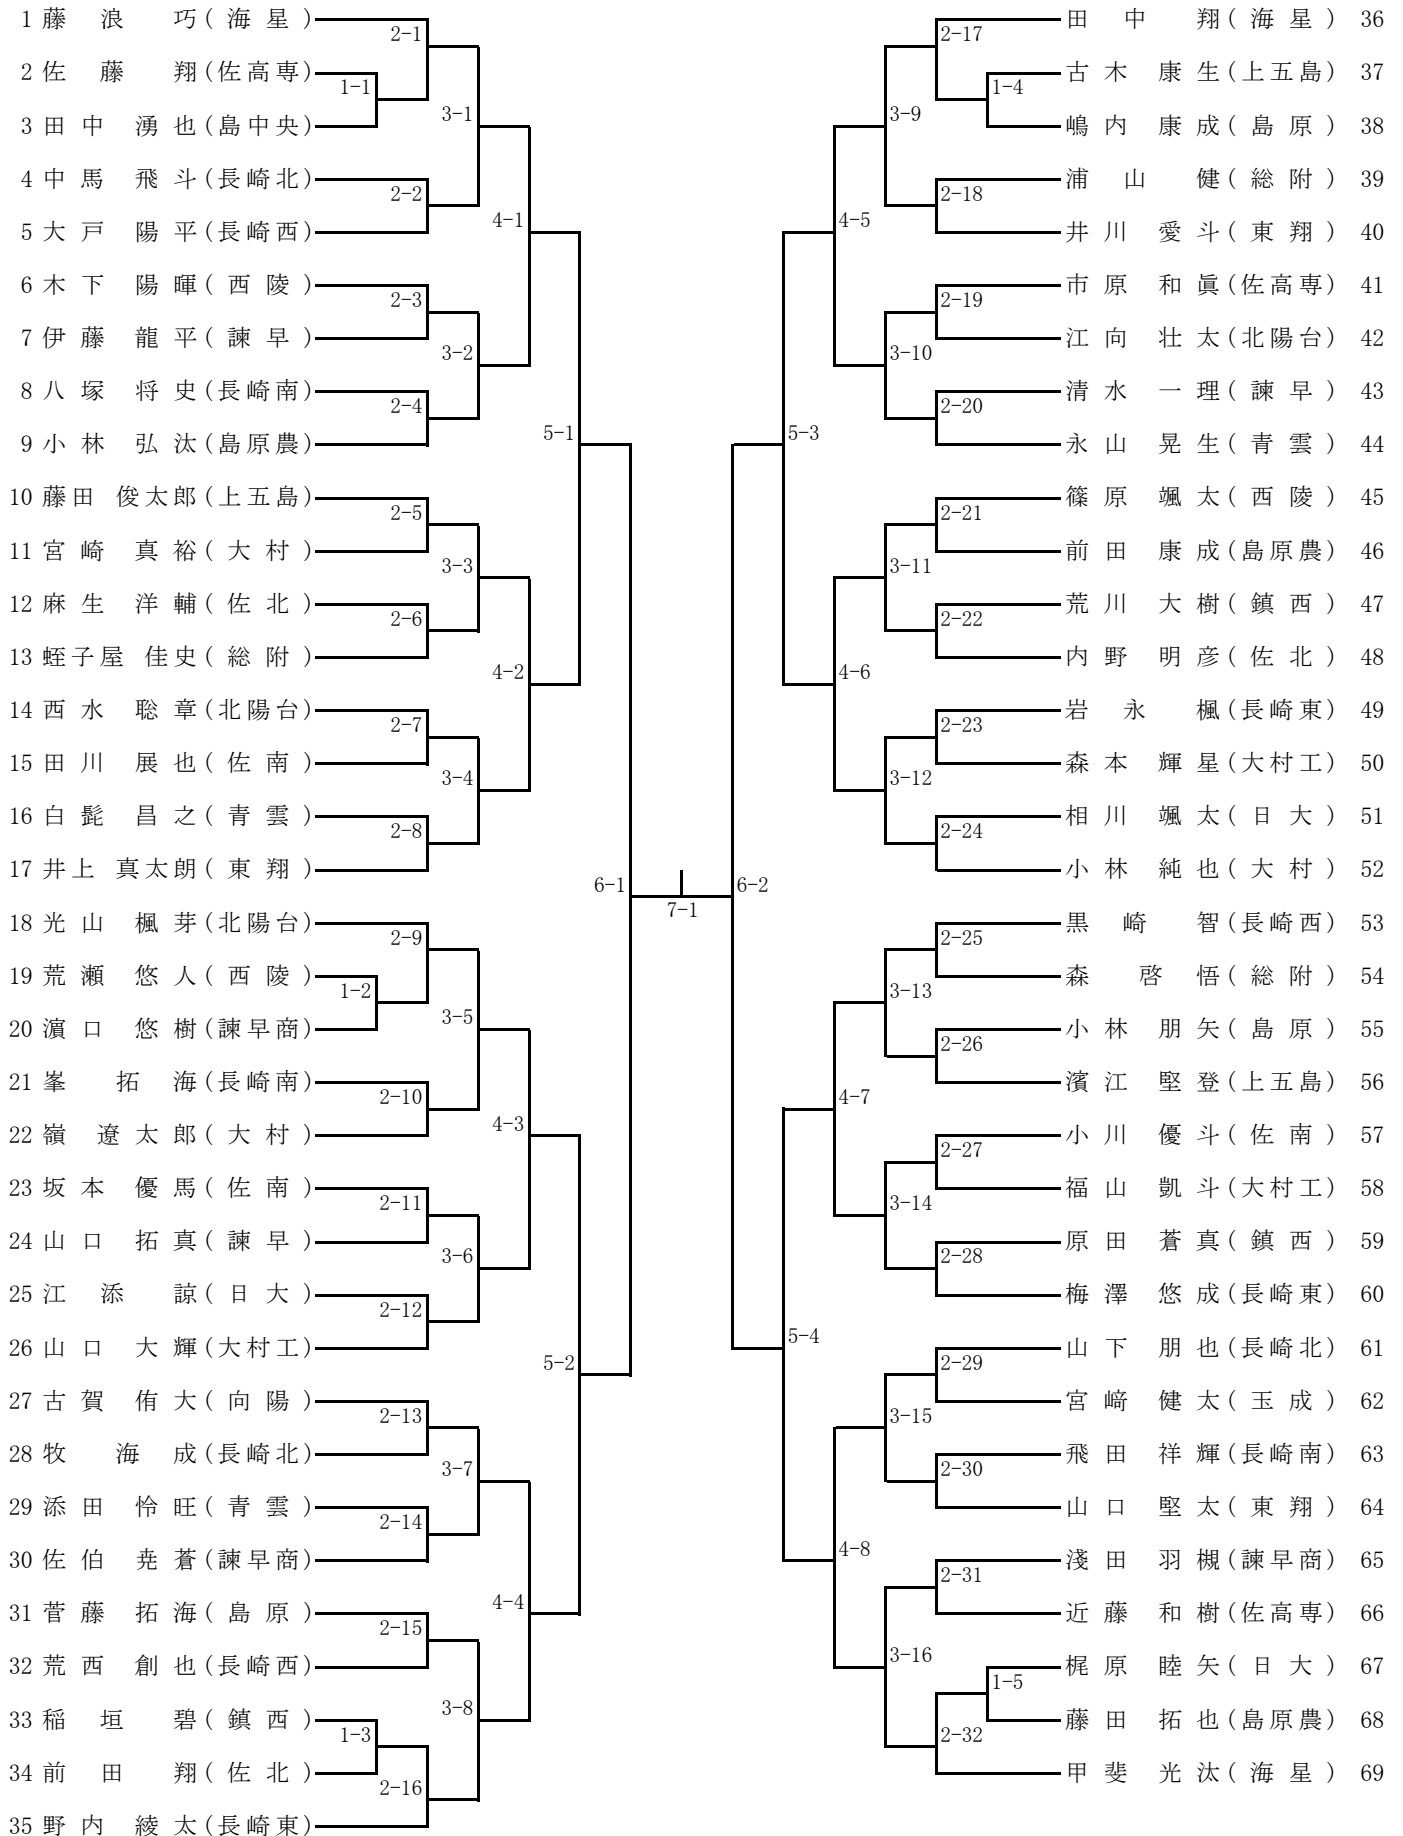 1 藤 浪 巧 ( 海 星 )
2 佐 藤 翔 (佐高専)
3 田 中 湧 也 (島中央)
4 中 馬 飛 斗 (長崎北)
5 大 戸 陽 平 (長崎西)
6 木 下 陽 暉 ( 西 陵 )
7 伊 藤 龍 平 ( 諫 早 )
8 八 塚 将 史 (長崎南)
9 小 林 弘 汰 (島原農)
10 藤田 俊太郎 (上五島)
11 宮 崎 真 裕 ( 大 村 )
12 麻 生 洋 輔 ( 佐 北 )
13 蛭子屋 佳史 ( 総 附 )
14 西 水 聡 章 (北陽台)
15 田 川 展 也 ( 佐 南 )
16 白 髭 昌 之 ( 青 雲 )
17 井上 真太朗 ( 東 翔 )
18 光 山 楓 芽 (北陽台)
19 荒 瀬 悠 人 ( 西 陵 )
20 濵 口 悠 樹 (諫早商)
21 峯 拓 海 (長崎南)
22 嶺 遼 太 郎 ( 大 村 )
23 坂 本 優 馬 ( 佐 南 )
24 山 口 拓 真 ( 諫 早 )
25 江 添 諒 ( 日 大 )
26 山 口 大 輝 (大村工)
27 古 賀 侑 大 ( 向 陽 )
28 牧 海 成 (長崎北)
29 添 田 怜 旺 ( 青 雲 )
30 佐 伯 尭 蒼 (諫早商)
31 菅 藤 拓 海 ( 島 原 )
32 荒 西 創 也 (長崎西)
33 稲 垣 碧 ( 鎮 西 )
34 前 田 翔 ( 佐 北 )
35 野 内 綾 太 (長崎東)
1-1
1-2
1-3
2-1
2-2
2-3
2-4
2-5
2-6
2-7
2-8
2-9
2-10
2-11
2-12
2-13
2-14
2-15
2-16
3-1
3-2
3-3
3-4
3-5
3-6
3-7
3-8
4-1
4-2
4-3
4-4
5-1
5-2
6-1
7-1
6-2
5-3
5-4
4-5
4-6
4-7
4-8
3-9
3-10
3-11
3-12
3-13
3-14
3-15
3-16
2-17
2-18
2-19
2-20
2-21
2-22
2-23
2-24
2-25
2-26
2-27
2-28
2-29
2-30
2-31
2-32
1-4
1-5
田 中 翔 ( 海 星 ) 36
古 木 康 生 (上五島) 37
嶋 内 康 成 ( 島 原 ) 38
浦 山 健 ( 総 附 ) 39
井 川 愛 斗 ( 東 翔 ) 40
市 原 和 眞 (佐高専) 41
江 向 壮 太 (北陽台) 42
清 水 一 理 ( 諫 早 ) 43
永 山 晃 生 ( 青 雲 ) 44
篠 原 颯 太 ( 西 陵 ) 45
前 田 康 成 (島原農) 46
荒 川 大 樹 ( 鎮 西 ) 47
内 野 明 彦 ( 佐 北 ) 48
岩 永 楓 (長崎東) 49
森 本 輝 星 (大村工) 50
相 川 颯 太 ( 日 大 ) 51
小 林 純 也 ( 大 村 ) 52
黒 崎 智 (長崎西) 53
森 啓 悟 ( 総 附 ) 54
小 林 朋 矢 ( 島 原 ) 55
濱 江 堅 登 (上五島) 56
小 川 優 斗 ( 佐 南 ) 57
福 山 凱 斗 (大村工) 58
原 田 蒼 真 ( 鎮 西 ) 59
梅 澤 悠 成 (長崎東) 60
山 下 朋 也 (長崎北) 61
宮 﨑 健 太 ( 玉 成 ) 62
飛 田 祥 輝 (長崎南) 63
山 口 堅 太 ( 東 翔 ) 64
淺 田 羽 槻 (諫早商) 65
近 藤 和 樹 (佐高専) 66
梶 原 睦 矢 ( 日 大 ) 67
藤 田 拓 也 (島原農) 68
甲 斐 光 汰 ( 海 星 ) 69